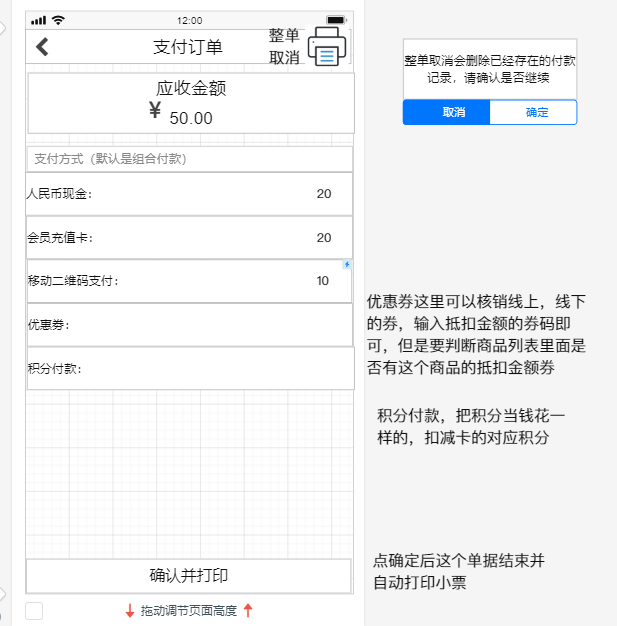 12:00
支付订单
整单
取消
应收金额
¥ 50.00
支付方式（默认是组合付款）
人民币现金： 20
会员充值卡： 20
移动二维码支付： 10
优惠券：
积分付款：
确认并打印
拖动调节页面高度
整单取消会删除已经存在的付款
记录，请确认是否继续
取消 确定
优惠券这里可以核销线上，线下
的券，输入抵扣金额的券码即
可，但是要判断商品列表里面是
否有这个商品的抵扣金额券
积分付款，把积分当钱花一
样的，扣减卡的对应积分
点确定后这个单据结束并
自动打印小票